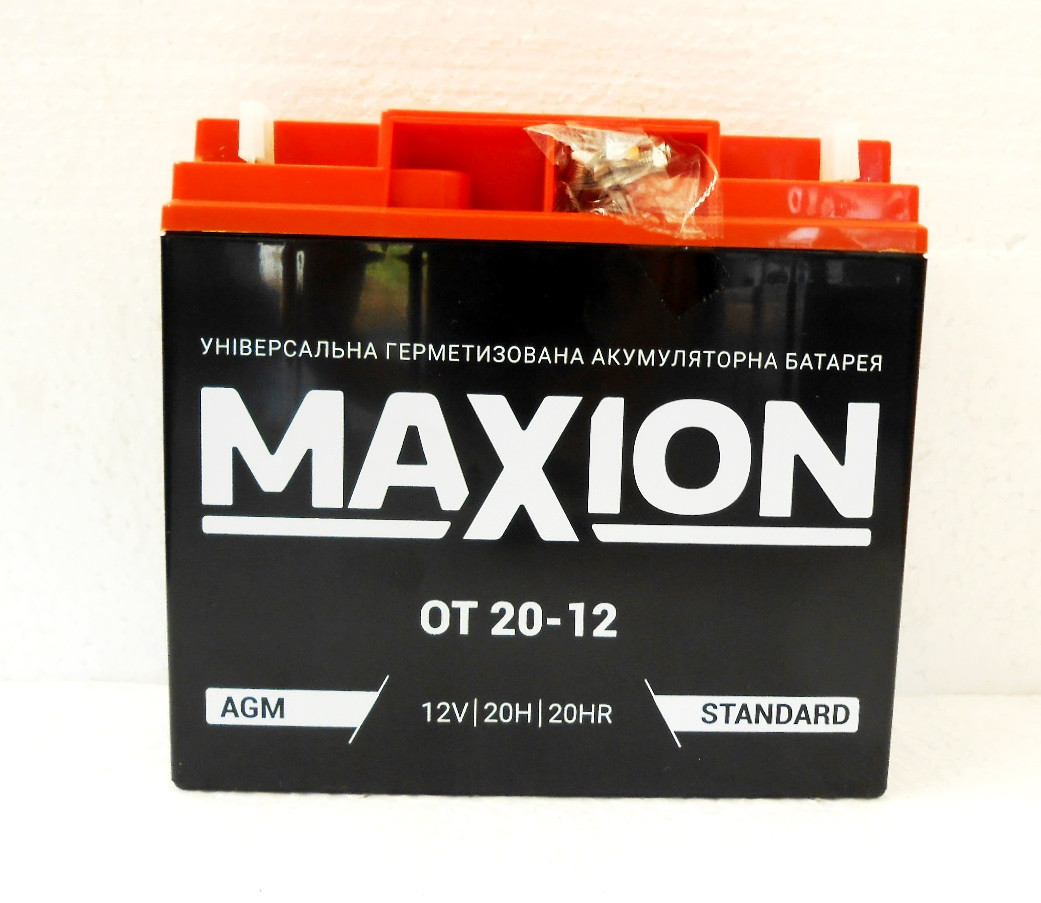 УНІВЕРСАЛЬНА ГЕРМЕТИЗОВАНА АКУМУЛЯТОРНА БАТАРЕЯ
MAXION
OT 20-12
AGM 12V|20H|20HR STANDARD